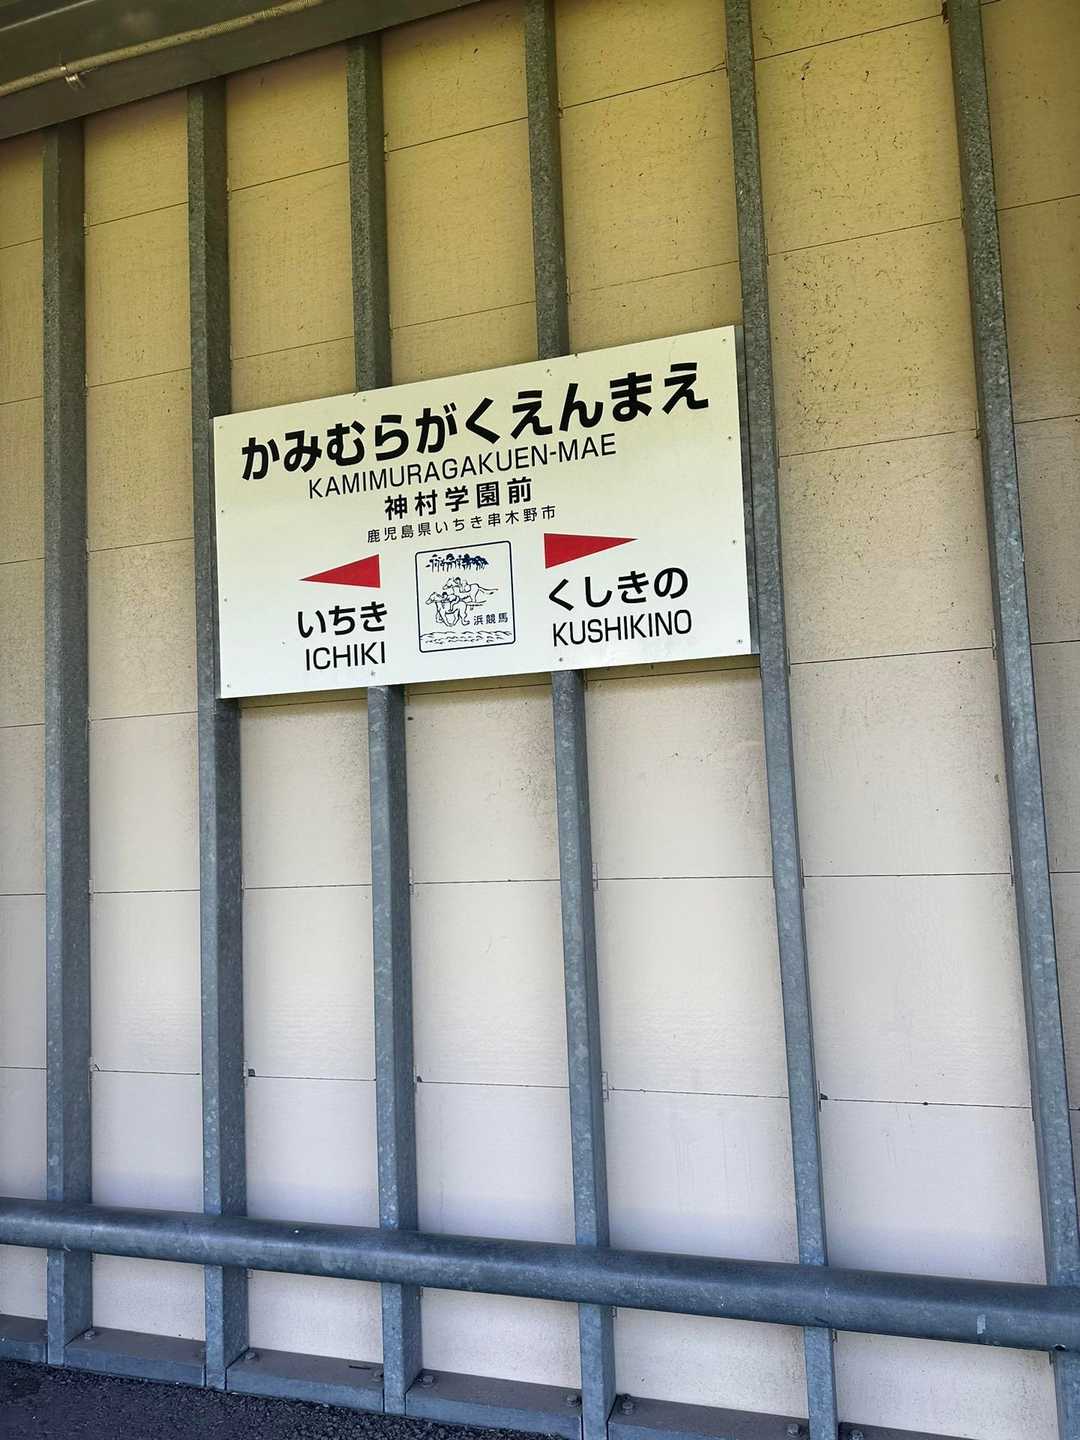 かみむらがくえんまえ
KAMIMURAGAKUEN-MAE
神村学園前
鹿児島県いちき串木野市
いちき
ICHIKI
浜競馬
くしきの
KUSHIKINO